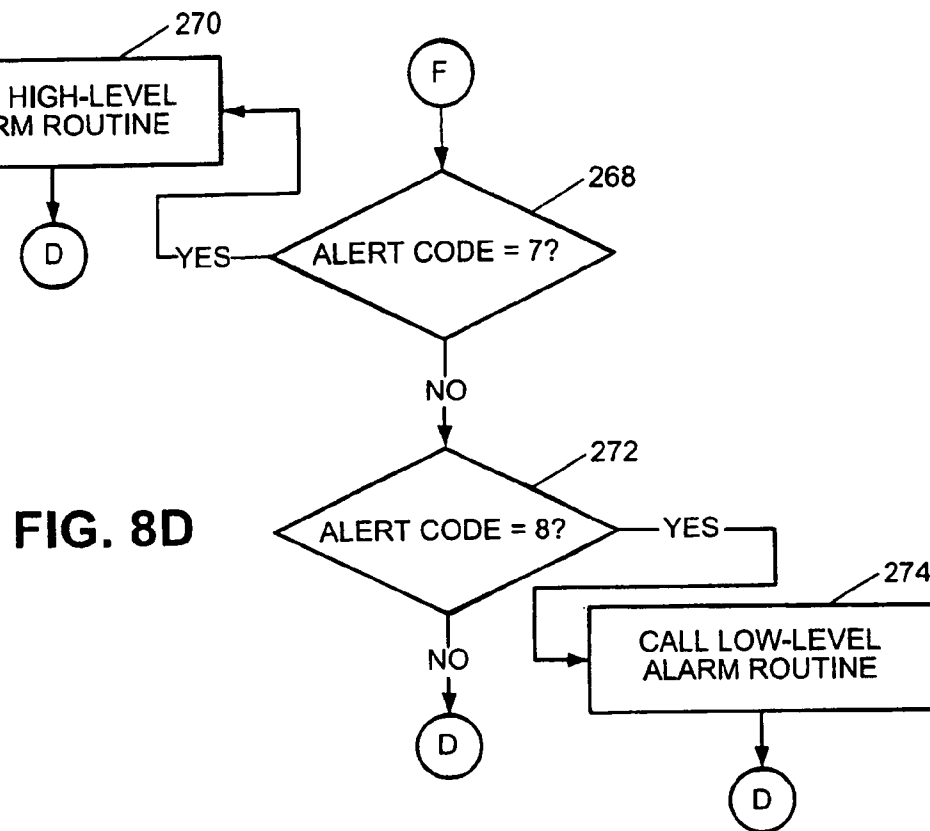 270
F
HIGH-LEVEL
RM ROUTINE
268
D
YES
ALERT CODE = 7?
NO
272
FIG. 8D
ALERT CODE = 8?
YES
274
NO
CALL LOW-LEVEL
ALARM ROUTINE
D
D